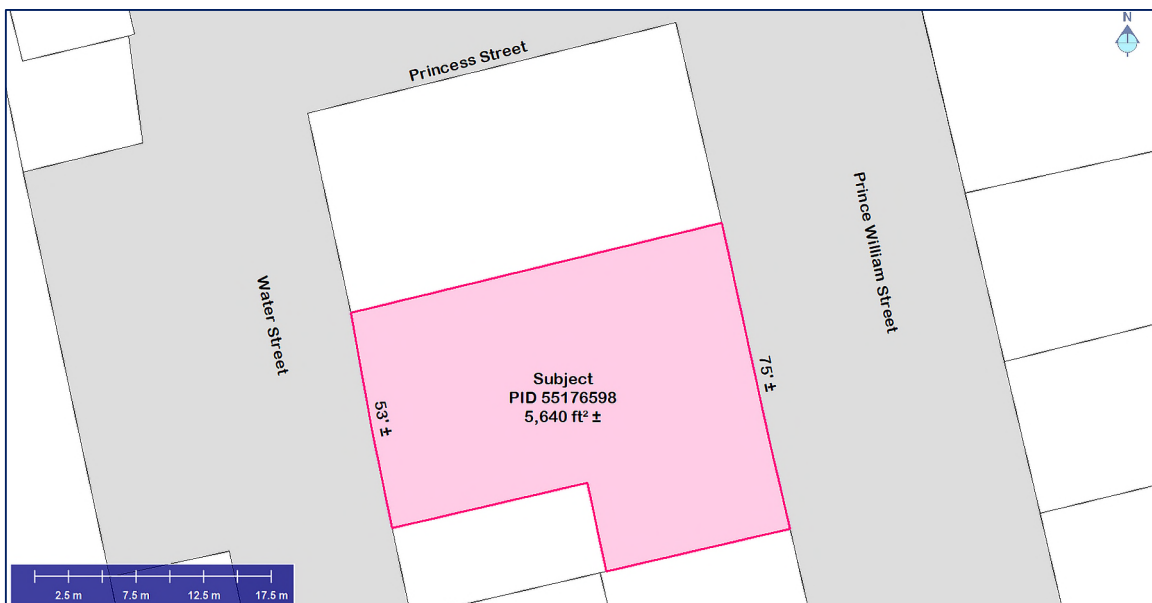 N
Princess Street
Prince William Street
Water Street
75' ±
Subject
PID 55176598
5,640 ft² ±
53' ±
2.5 m 7.5 m 12.5 m 17.5 m